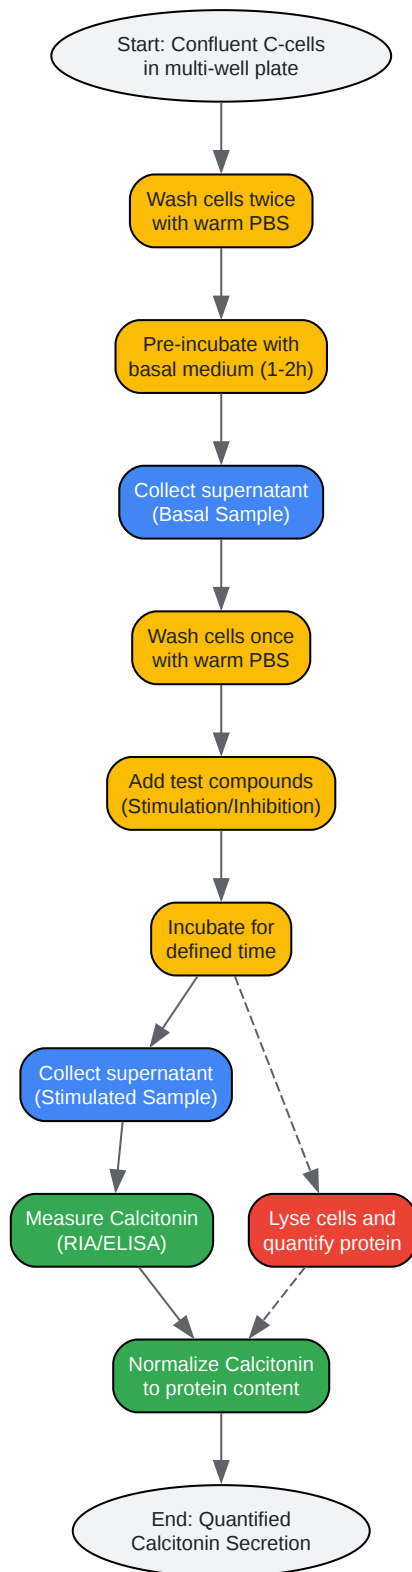 Start: Confluent C-cells
in multi-well plate
Wash cells twice
with warm PBS
Pre-incubate with
basal medium (1-2h)
Collect supernatant
(Basal Sample)
Wash cells once
with warm PBS
Add test compounds
(Stimulation/Inhibition)
Incubate for
defined time
Collect supernatant
(Stimulated Sample)
Measure Calcitonin
(RIA/ELISA)
Lyse cells and
quantify protein
Normalize Calcitonin
to protein content
End: Quantified
Calcitonin Secretion